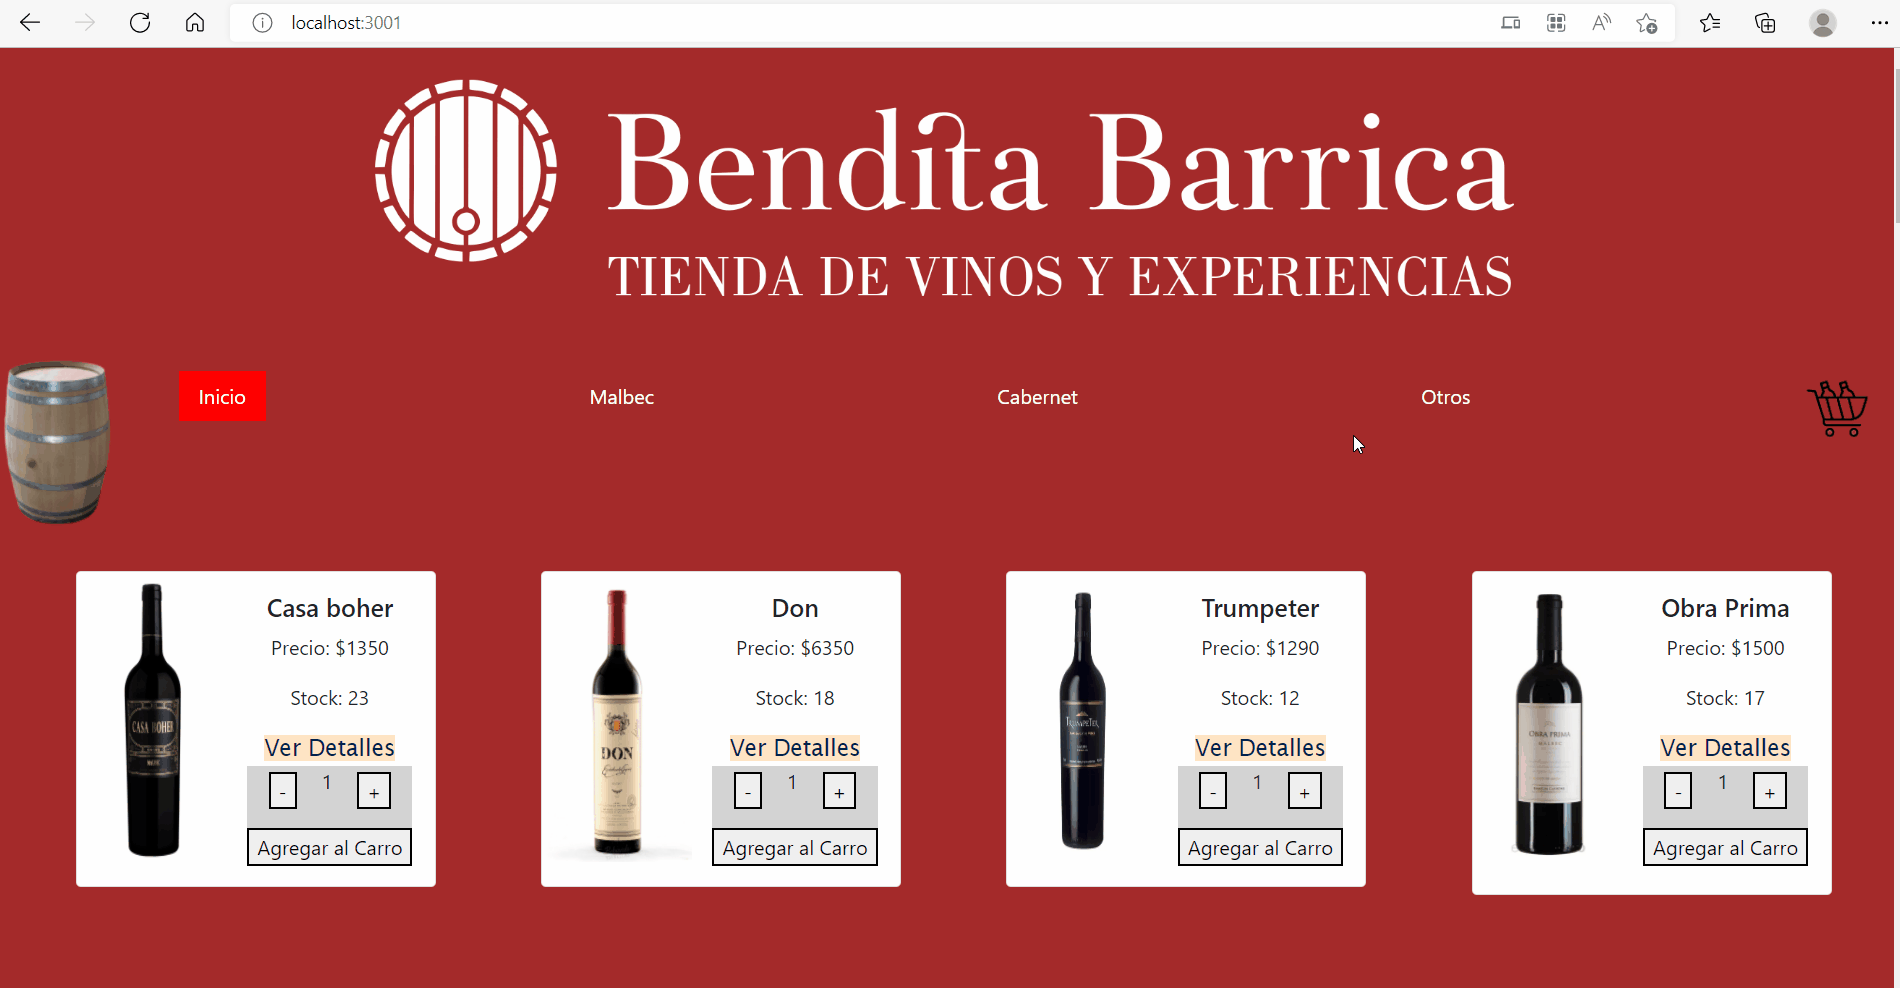 localhost:3001
Bendita Barrica
TIENDA DE VINOS Y EXPERIENCIAS
Inicio
Malbec
Cabernet
Otros
CASA BOHER
MALBEC
Casa boher
Precio: $1350
Stock: 23
Ver Detalles
- 1 +
Agregar al Carro
DON
Don
Precio: $6350
Stock: 18
Ver Detalles
- 1 +
Agregar al Carro
TRUMPETER
Trumpeter
Precio: $1290
Stock: 12
Ver Detalles
- 1 +
Agregar al Carro
OBRA PRIMA
MALBEC
Obra Prima
Precio: $1500
Stock: 17
Ver Detalles
- 1 +
Agregar al Carro